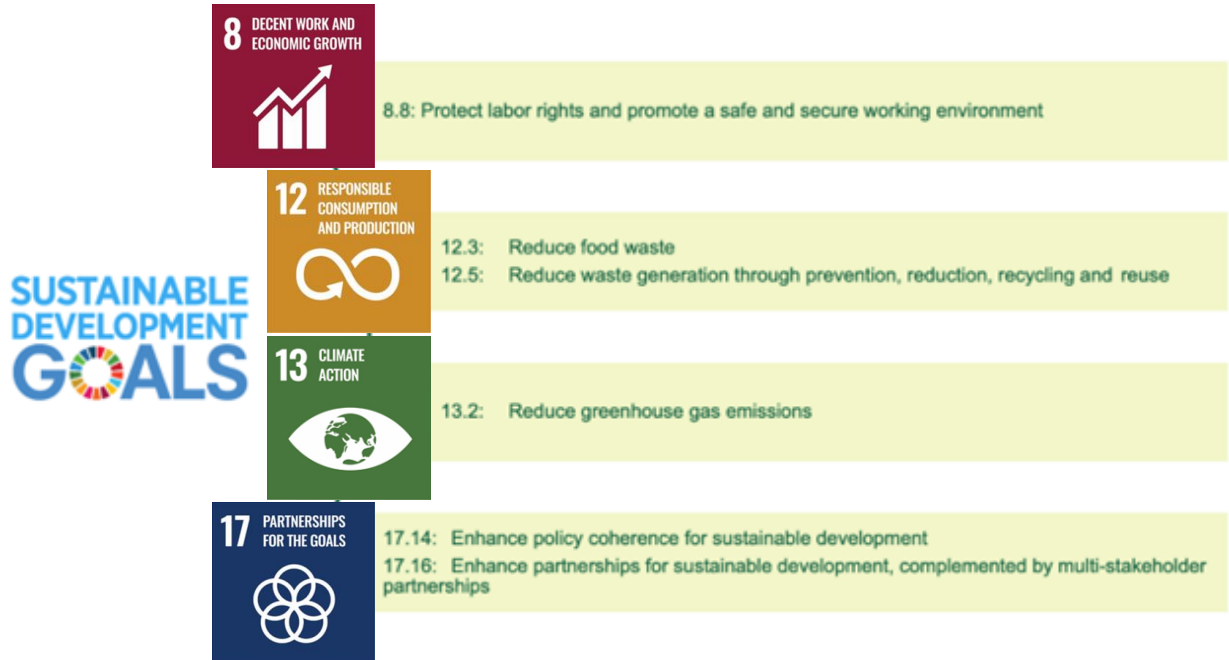 8 DECENT WORK AND
ECONOMIC GROWTH
8.8: Protect labor rights and promote a safe and secure working environment
12 RESPONSIBLE
CONSUMPTION
AND PRODUCTION
12.3: Reduce food waste
12.5: Reduce waste generation through prevention, reduction, recycling and reuse
SUSTAINABLE
DEVELOPMENT
GOALS
13 CLIMATE
ACTION
13.2: Reduce greenhouse gas emissions
17 PARTNERSHIPS
FOR THE GOALS
17.14: Enhance policy coherence for sustainable development
17.16: Enhance partnerships for sustainable development, complemented by multi-stakeholder
partnerships